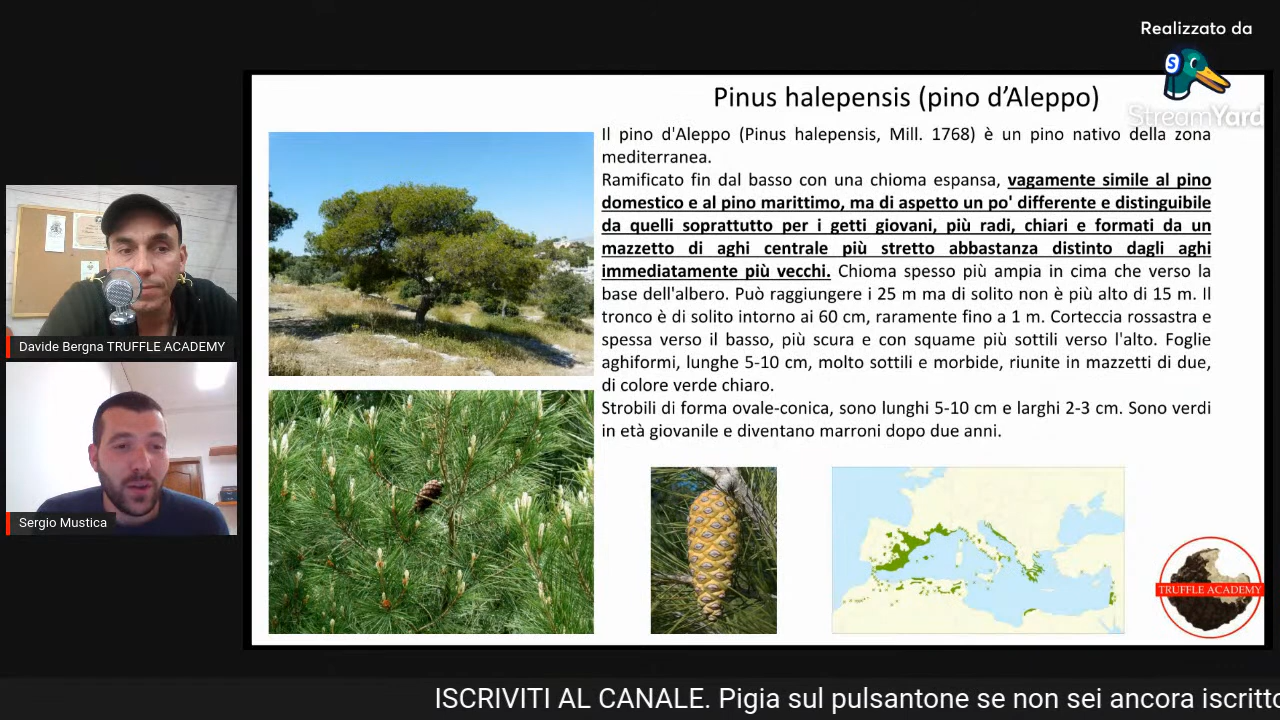 Realizzato da
StreamYard
Pinus halepensis (pino d’Aleppo)
Il pino d'Aleppo (Pinus halepensis, Mill. 1768) è un pino nativo della zona
mediterranea.
Ramificato fin dal basso con una chioma espansa, vagamente simile al pino
domestico e al pino marittimo, ma di aspetto un po' differente e distinguibile
da quelli soprattutto per i getti giovani, più radi, chiari e formati da un
mazzetto di aghi centrale più stretto abbastanza distinto dagli aghi
immediatamente più vecchi. Chioma spesso più ampia in cima che verso la
base dell'albero. Può raggiungere i 25 m ma di solito non è più alto di 15 m. Il
tronco è di solito intorno ai 60 cm, raramente fino a 1 m. Corteccia rossastra e
spessa verso il basso, più scura e con squame più sottili verso l'alto. Foglie
aghiformi, lunghe 5-10 cm, molto sottili e morbide, riunite in mazzetti di due,
di colore verde chiaro.
Strobili di forma ovale-conica, sono lunghi 5-10 cm e larghi 2-3 cm. Sono verdi
in età giovanile e diventano marroni dopo due anni.
Davide Bergna TRUFFLE ACADEMY
Sergio Mustica
TRUFFLE ACADEMY
ISCRIVITI AL CANALE. Pigia sul pulsantone se non sei ancora iscritto